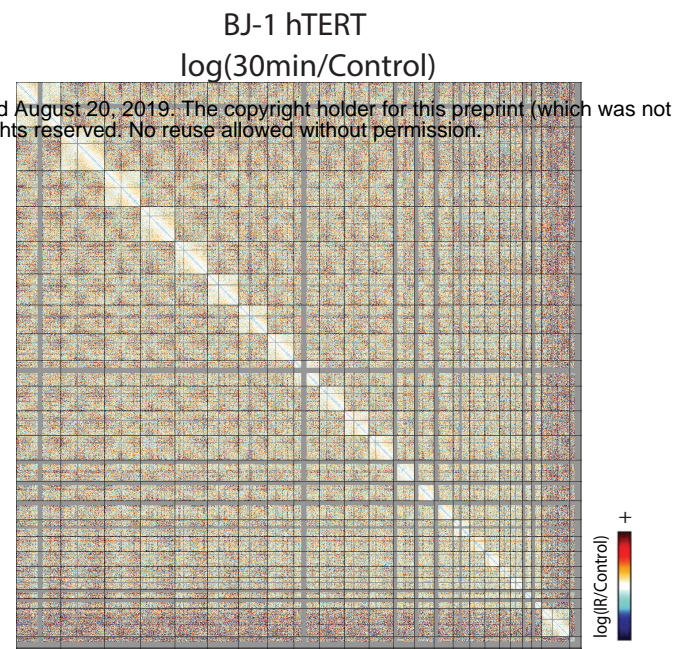 BJ-1 hTERT
log(30min/Control)
d August 20, 2019. The copyright holder for this preprint (which was not
hts reserved. No reuse allowed without permission.
+
log(IR/Control)